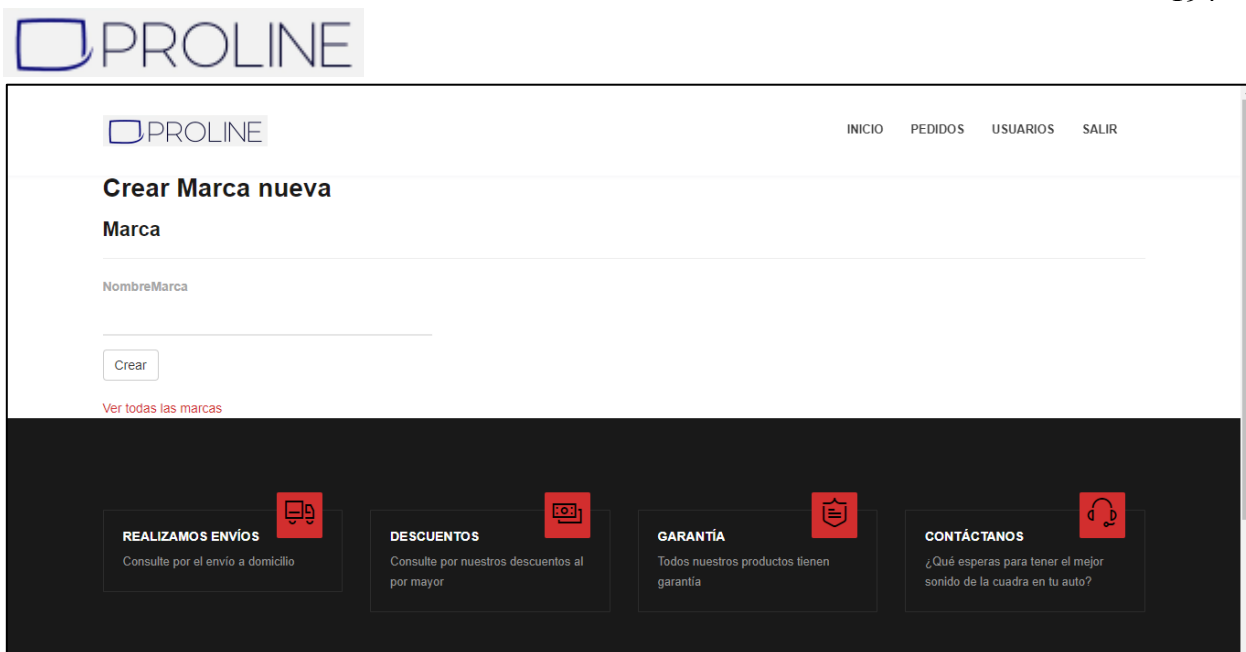 PROLINE
PROLINE
INICIO PEDIDOS USUARIOS SALIR
Crear Marca nueva
Marca
NombreMarca
Crear
Ver todas las marcas
REALIZAMOS ENVÍOS
Consulte por el envío a domicilio
DESCUENTOS
Consulte por nuestros descuentos al
por mayor
GARANTÍA
Todos nuestros productos tienen
garantía
CONTÁCTANOS
¿Qué esperas para tener el mejor
sonido de la cuadra en tu auto?